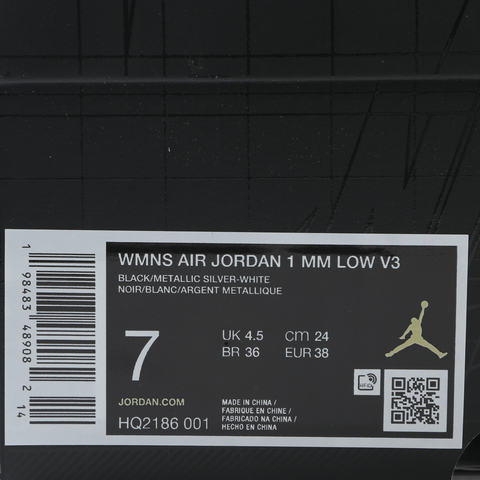 WMNS AIR JORDAN 1 MM LOW V3
BLACK/METALLIC SILVER-WHITE
NOIR/BLANC/ARGENT METALLIQUE
7
UK 4.5 cm 24
BR 36 EUR 38
JORDAN.COM
HQ2186 001
MADE IN CHINA /
FABRIQUE EN CHINE /
FABRICADO NA CHINA /
HECHO EN CHINA
1 98483 48908 2 14